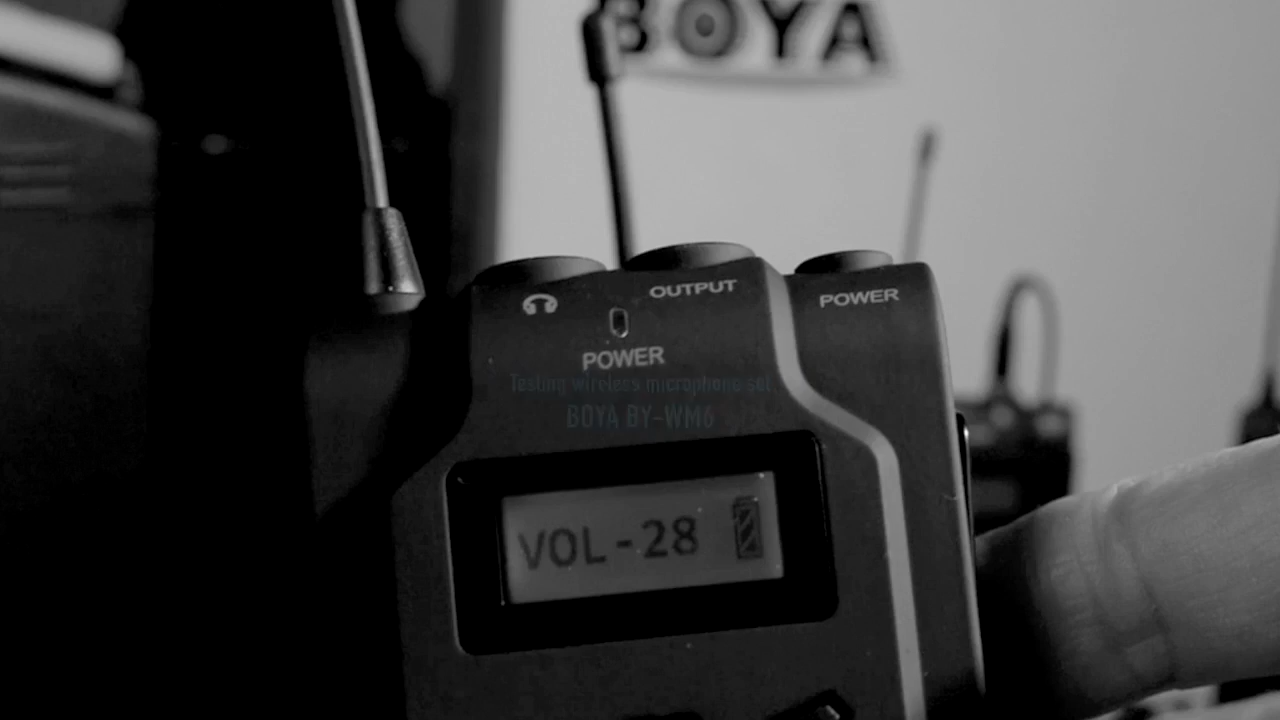 BOYA
OUTPUT
POWER
POWER
Testing wireless microphone set
BOYA BY-WM6
VOL-28